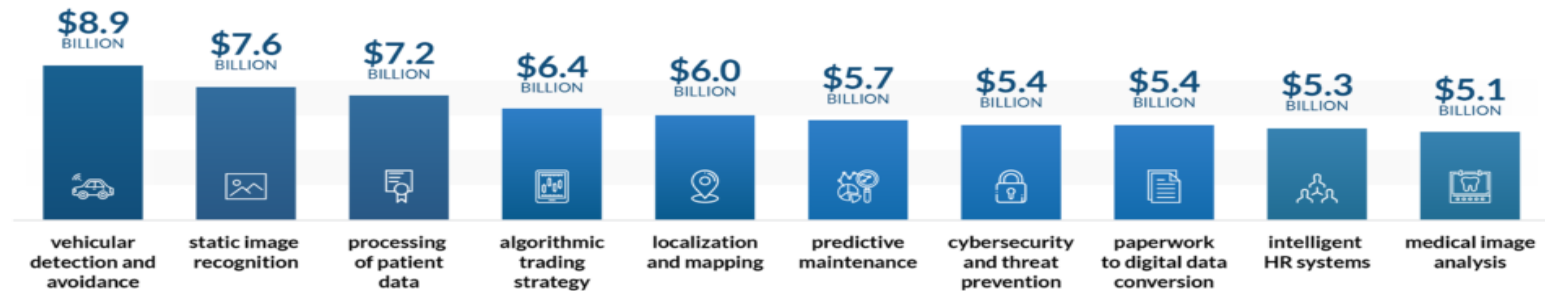 $8.9
BILLION
$7.6
BILLION
$7.2
BILLION
$6.4
BILLION
$6.0
BILLION
$5.7
BILLION
$5.4
BILLION
$5.4
BILLION
$5.3
BILLION
$5.1
BILLION
vehicular
detection and
avoidance
static image
recognition
processing
of patient
data
algorithmic
trading
strategy
localization
and mapping
predictive
maintenance
cybersecurity
and threat
prevention
paperwork
to digital data
conversion
intelligent
HR systems
medical image
analysis